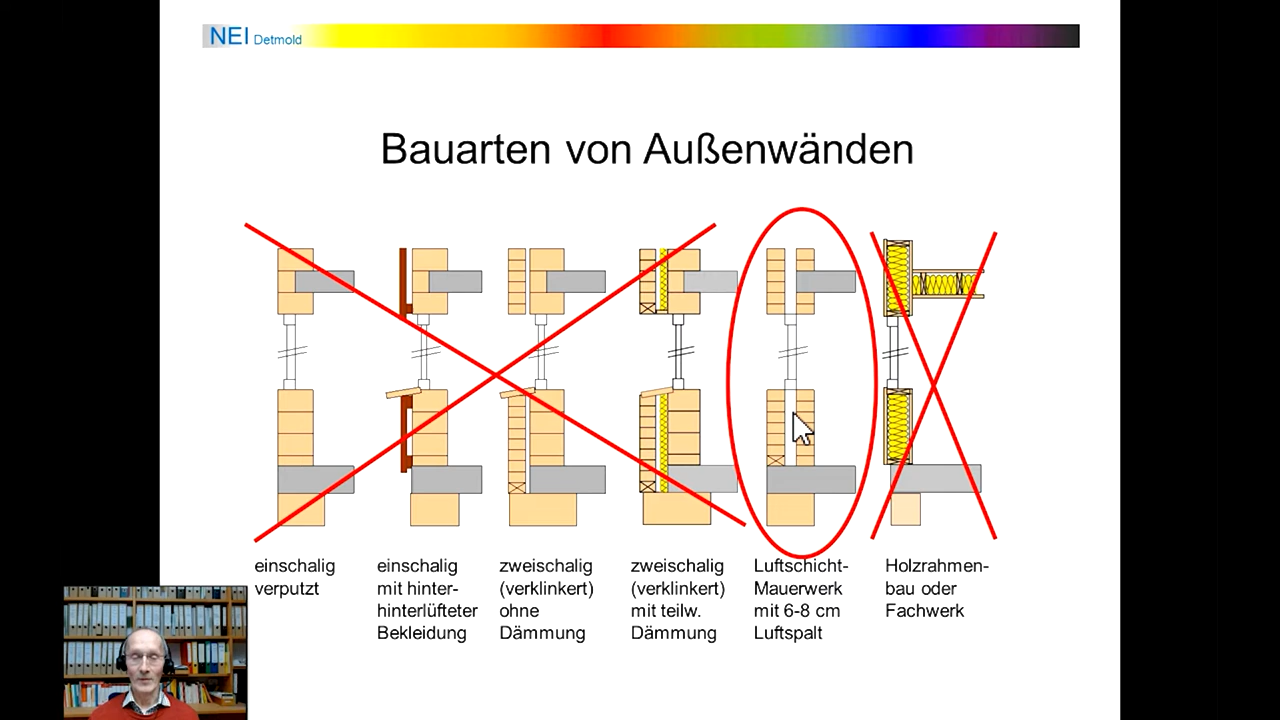 NEI Detmold
Bauarten von Außenwänden
einschalig
verputzt
einschalig
mit hinter-
hinterlüfteter
Bekleidung
zweischalig
(verklinkert)
ohne
Dämmung
zweischalig
(verklinkert)
mit teilw.
Dämmung
Luftschicht-
Mauerwerk
mit 6-8 cm
Luftspalt
Holzrahmen-
bau oder
Fachwerk